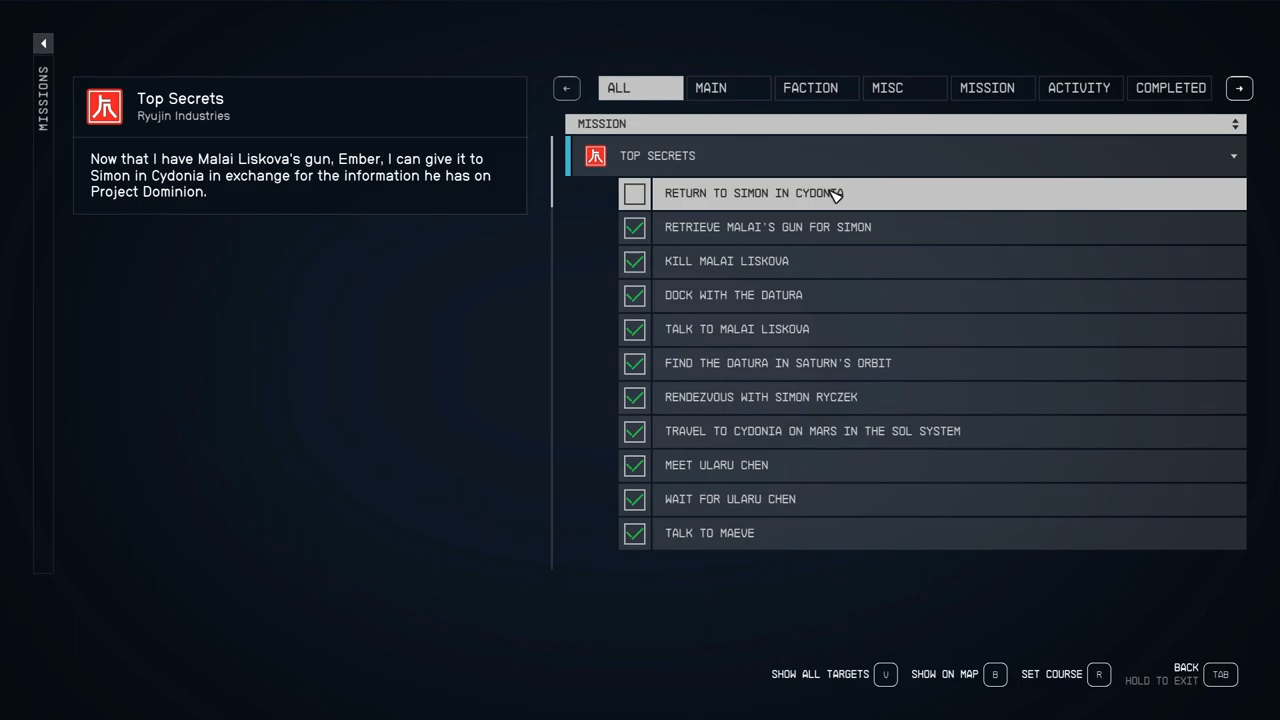 MISSIONS
Top Secrets
Ryujin Industries
Now that I have Malai Liskova's gun, Ember, I can give it to
Simon in Cydonia in exchange for the information he has on
Project Dominion.
ALL
MAIN
FACTION
MISC
MISSION
ACTIVITY
COMPLETED
MISSION
TOP SECRETS
RETURN TO SIMON IN CYDONIA
RETRIEVE MALAI'S GUN FOR SIMON
KILL MALAI LISKOVA
DOCK WITH THE DATURA
TALK TO MALAI LISKOVA
FIND THE DATURA IN SATURN'S ORBIT
RENDEZVOUS WITH SIMON RYCZEK
TRAVEL TO CYDONIA ON MARS IN THE SOL SYSTEM
MEET ULARU CHEN
WAIT FOR ULARU CHEN
TALK TO MAEVE
SHOW ALL TARGETS V
SHOW ON MAP B
SET COURSE R
BACK
HOLD TO EXIT
TAB